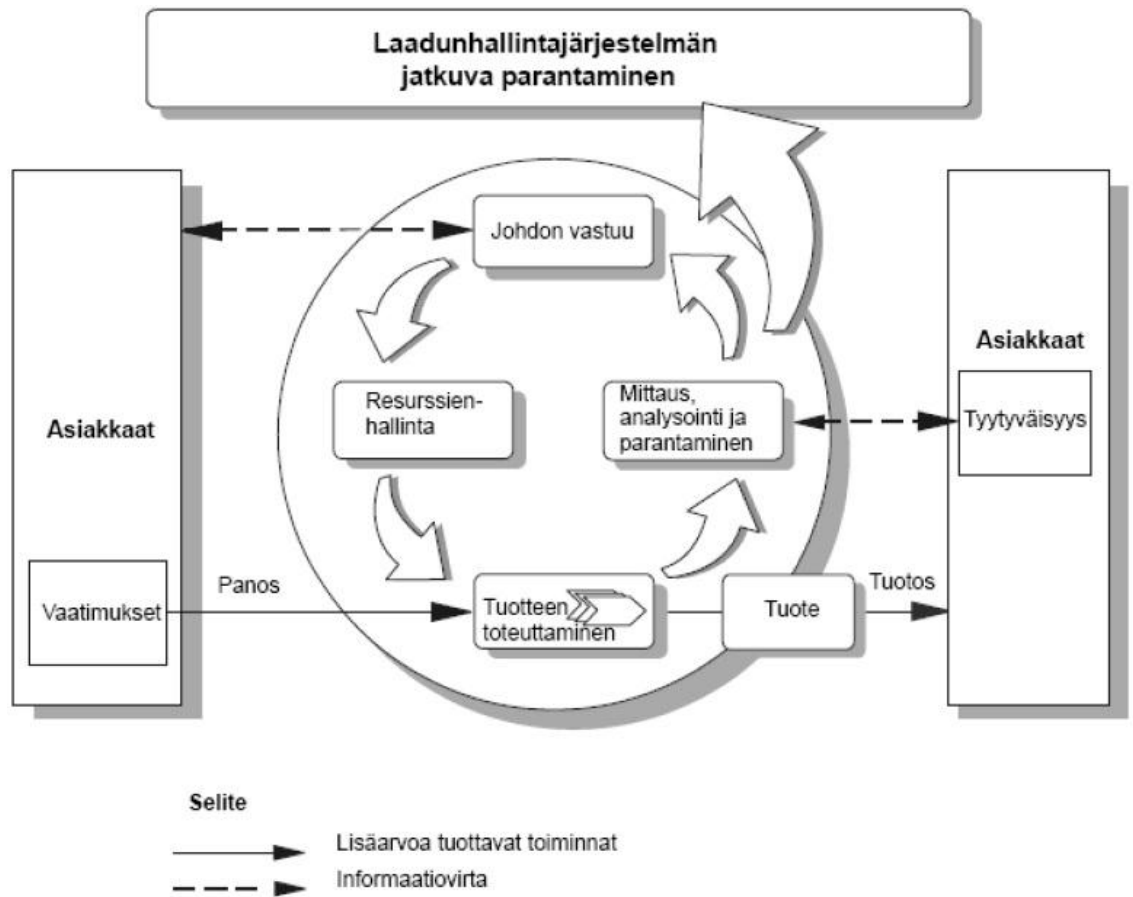 Laadunhallintajärjestelmän
jatkuva parantaminen
Johdon vastuu
Asiakkaat
Resurssien-
hallinta
Mittaus,
analysointi ja
parantaminen
Asiakkaat
Tyytyväisyys
Vaatimukset
Panos
Tuotteen
toteuttaminen
Tuote
Tuotos
Selite
Lisäarvoa tuottavat toiminnat
Informaatiovirta